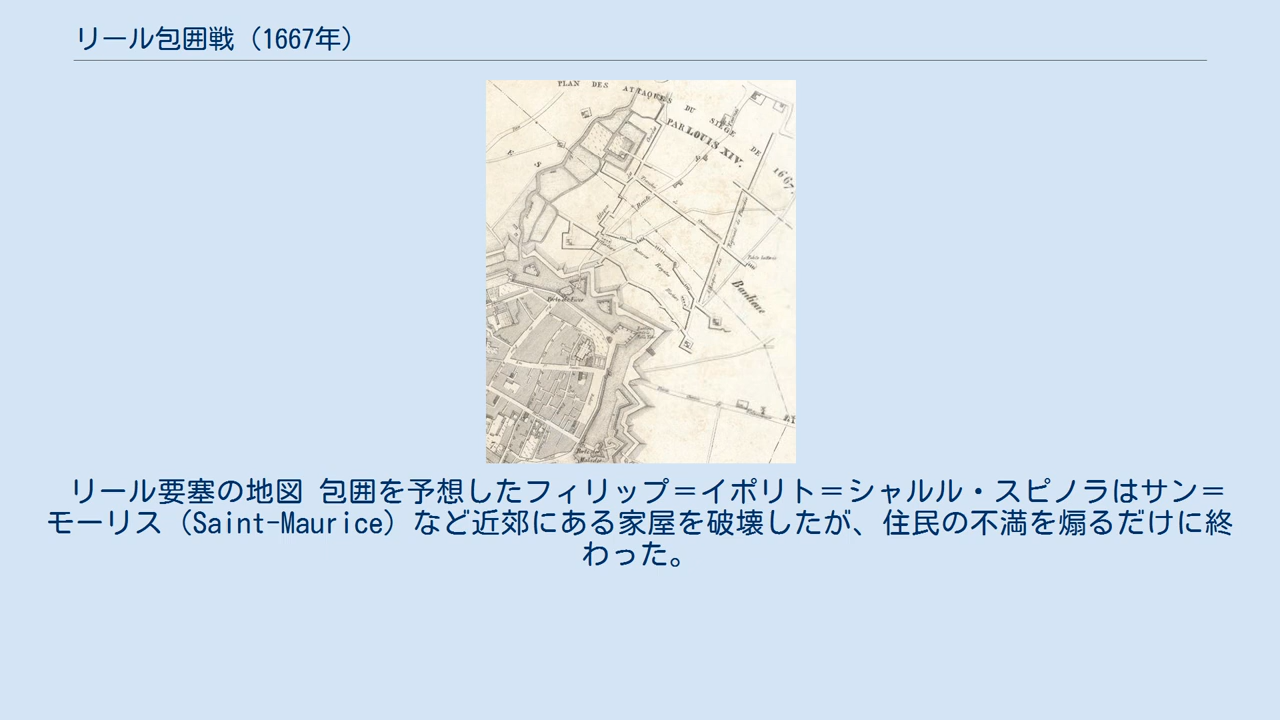 リール包囲戦（1667年）
PLAN DES ATTAQUES DU SIÈGE DE 1667.
PAR LOUIS XIV.
Banlieue
リール要塞の地図 包囲を予想したフィリップ＝イポリト＝シャルル・スピノラはサン＝
モーリス（Saint-Maurice）など近郊にある家屋を破壊したが、住民の不満を煽るだけに終
わった。